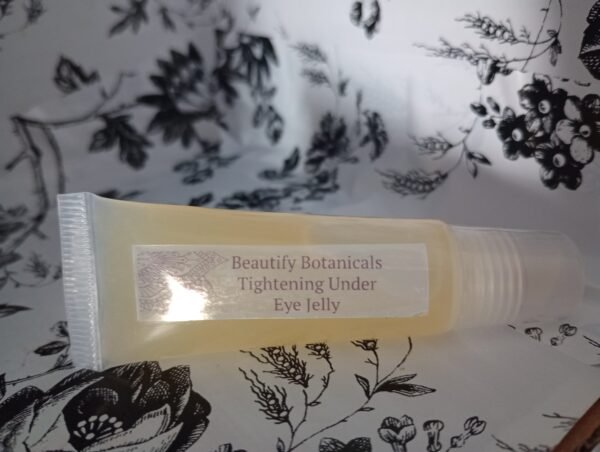 Beautify Botanicals
Tightening Under
Eye Jelly